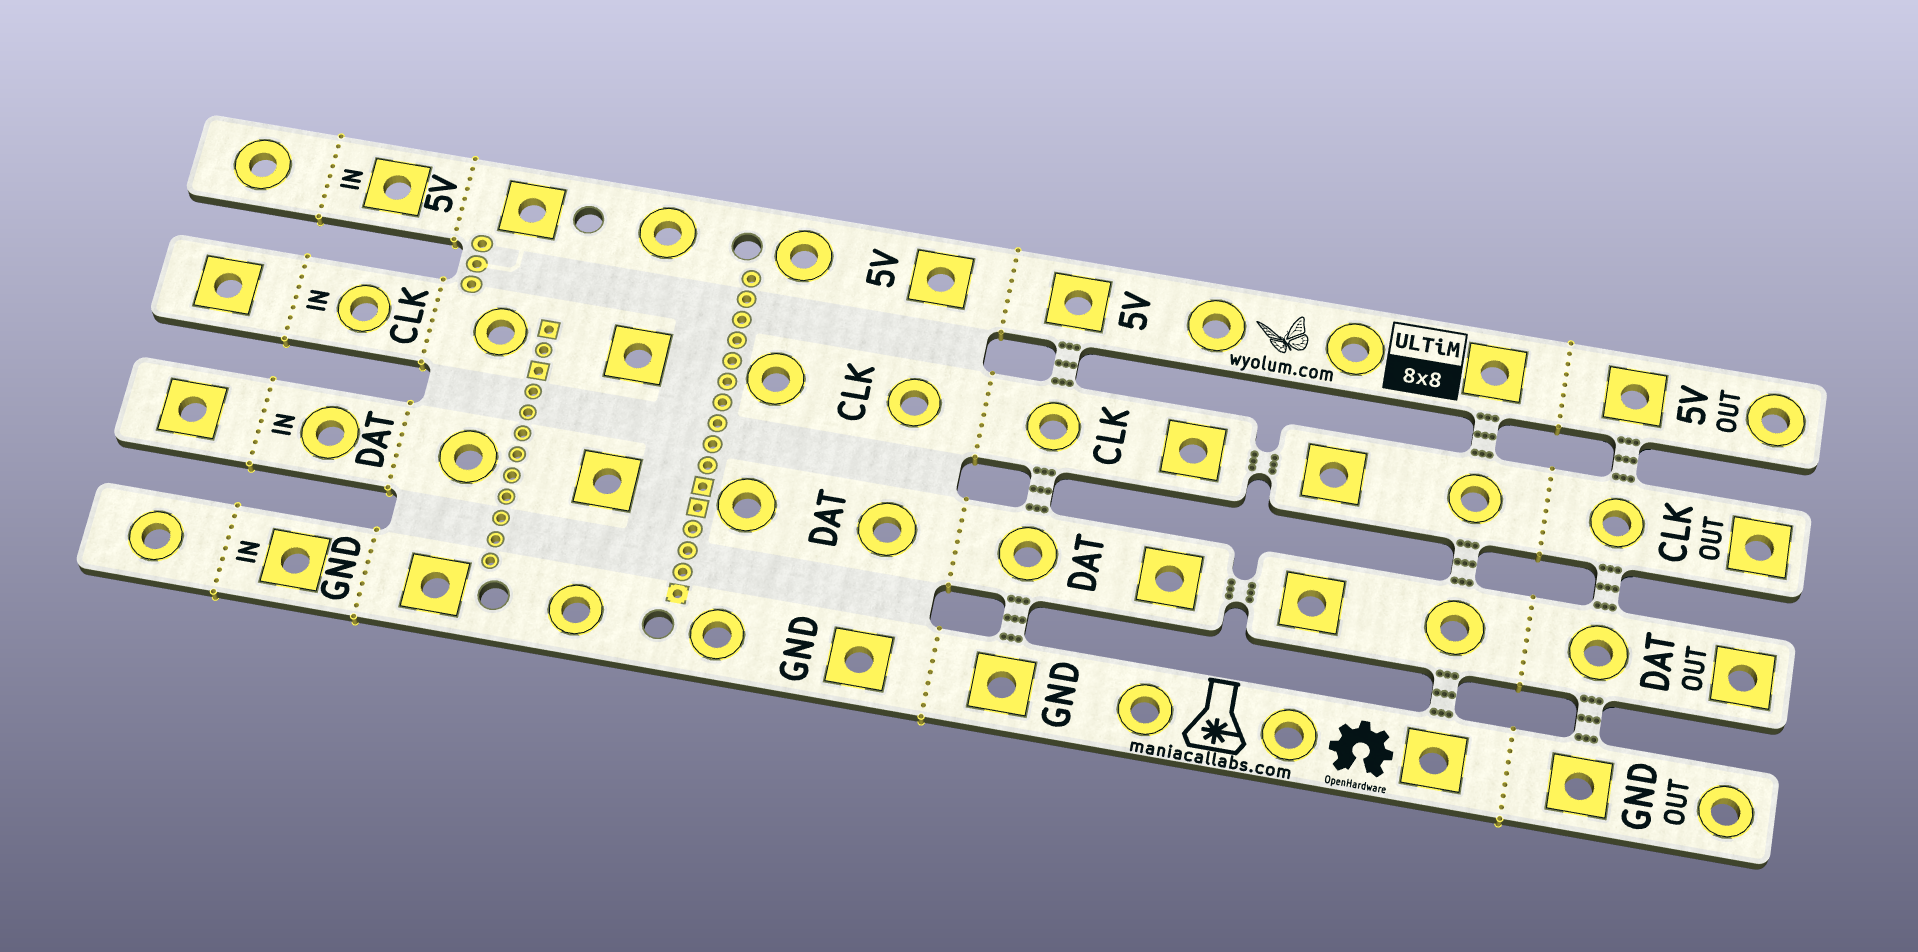 IN
5V
5V
5V
wyolum.com
ULTiM
8x8
5V
OUT
IN
CLK
CLK
CLK
CLK
OUT
IN
DAT
DAT
DAT
DAT
OUT
IN
GND
GND
GND
maniacallabs.com
OpenHardware
GND
OUT